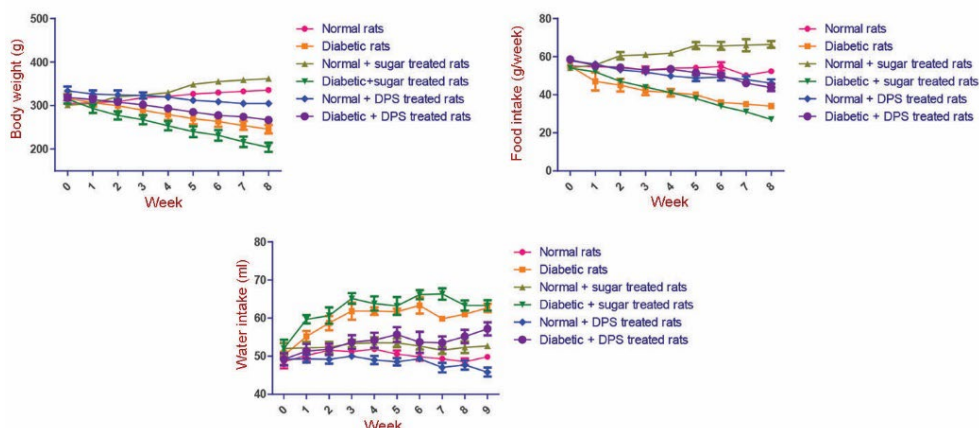 Body weight (g)
500
400
300
200
0 1 2 3 4 5 6 7 8
Week
Normal rats
Diabetic rats
Normal + sugar treated rats
Diabetic+sugar treated rats
Normal + DPS treated rats
Diabetic + DPS treated rats
Food intake (g/week)
80
60
40
20
0
0 1 2 3 4 5 6 7 8
Week
Normal rats
Diabetic rats
Normal + sugar treated rats
Diabetic + sugar treated rats
Normal + DPS treated rats
Diabetic + DPS treated rats
Water intake (ml)
80
70
60
50
40
0 1 2 3 4 5 6 7 8 9
Week
Normal rats
Diabetic rats
Normal + sugar treated rats
Diabetic + sugar treated rats
Normal + DPS treated rats
Diabetic + DPS treated rats